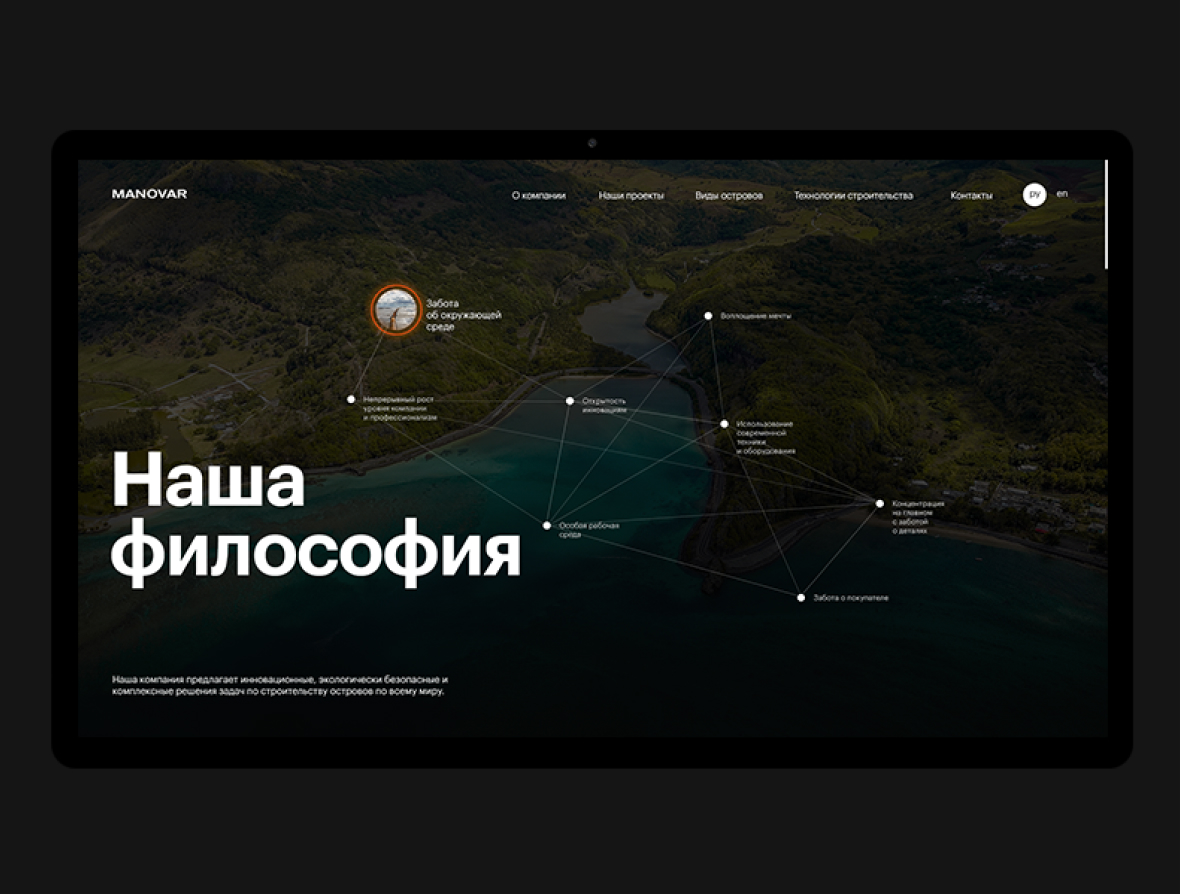 MANOVAR
О компании
Наши проекты
Виды островов
Технологии строительства
Контакты
ру
en
Забота
об окружающей
среде
Воплощение мечты
Непрерывный рост
уровня компании
и профессионализм
Открытость
инновациям
Использование
современной
техники
и оборудования
Наша
философия
Концентрация
на главном
с заботой
о деталях
Особая рабочая
среда
Забота о покупателе
Наша компания предлагает инновационные, экологически безопасные и
комплексные решения задач по строительству островов по всему миру.